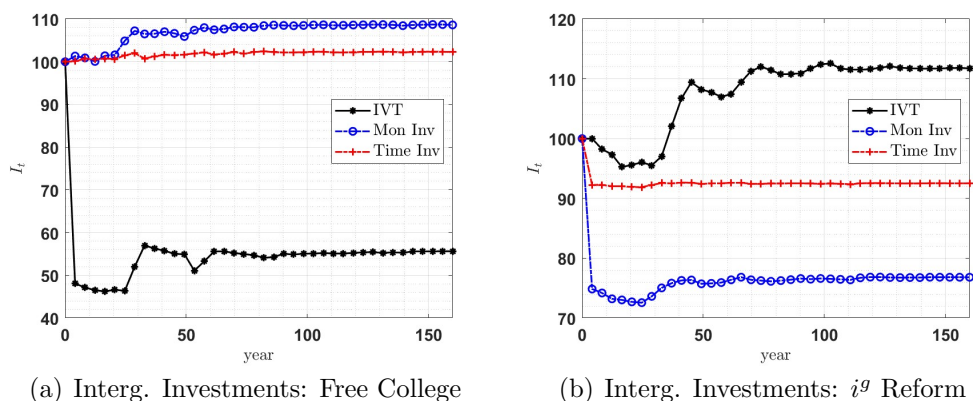 110
100
90
80
70
60
50
40
0
50
100
150
I_t
year
IVT
Mon Inv
Time Inv
(a) Interg. Investments: Free College
120
110
100
90
80
70
0
50
100
150
I_t
year
IVT
Mon Inv
Time Inv
(b) Interg. Investments: i^g Reform